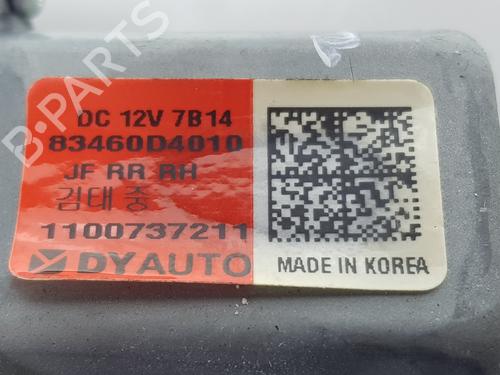 DC 12V 7B14
83460D4010
JF RR RH
김태 중
1100737211
DYAUTO
MADE IN KOREA
B-PARTS